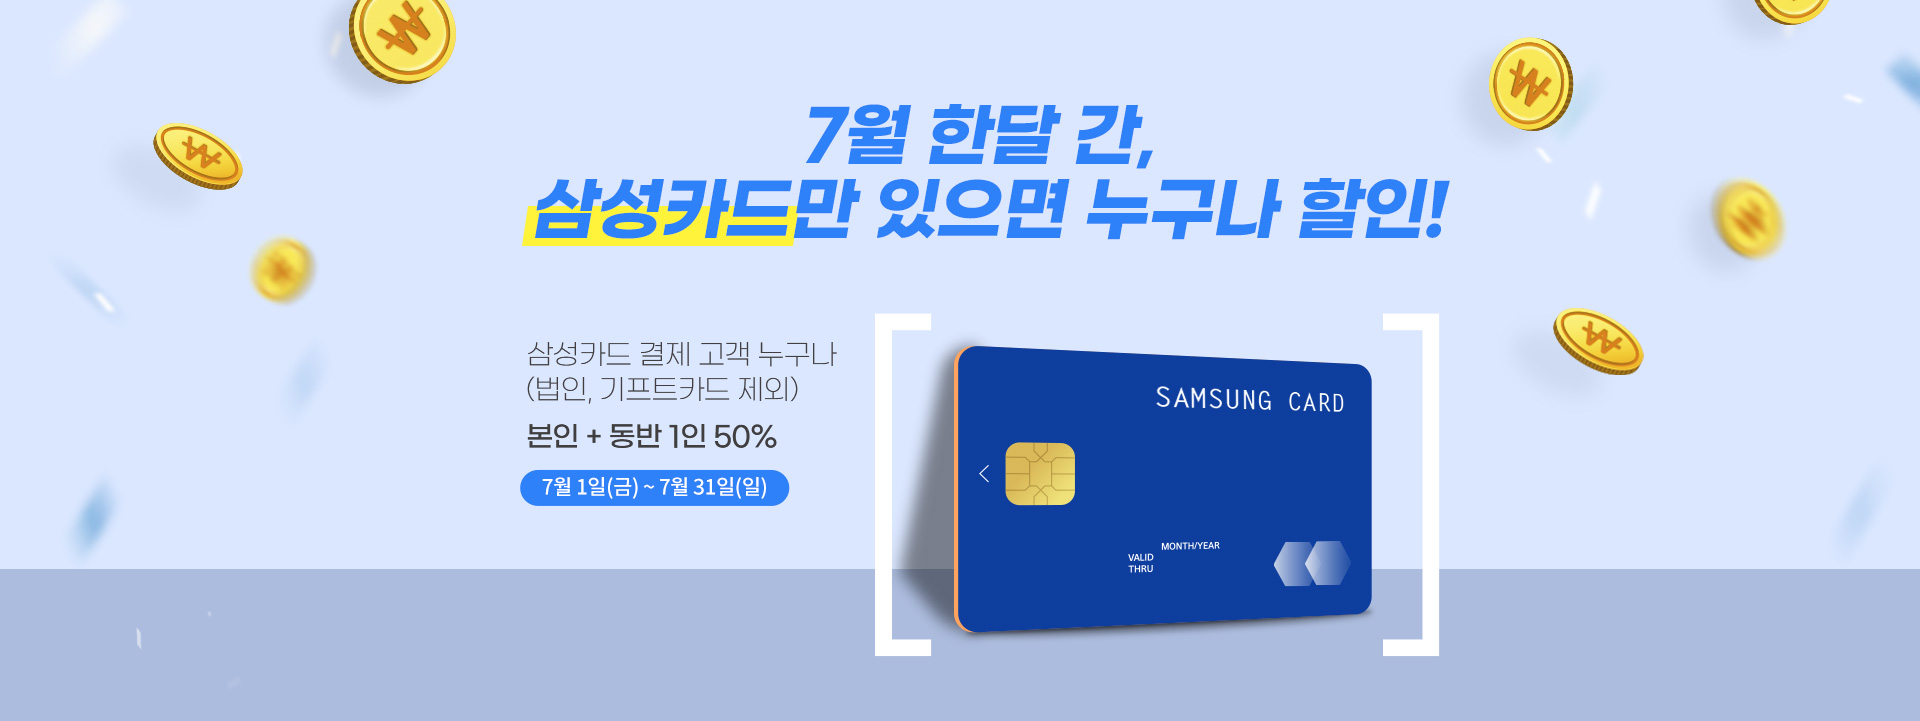 7월 한달 간,
삼성카드만 있으면 누구나 할인!
삼성카드 결제 고객 누구나
(법인, 기프트카드 제외)
본인 + 동반 1인 50%
7월 1일(금) ~ 7월 31일(일)
SAMSUNG CARD
MONTH/YEAR
VALID
THRU